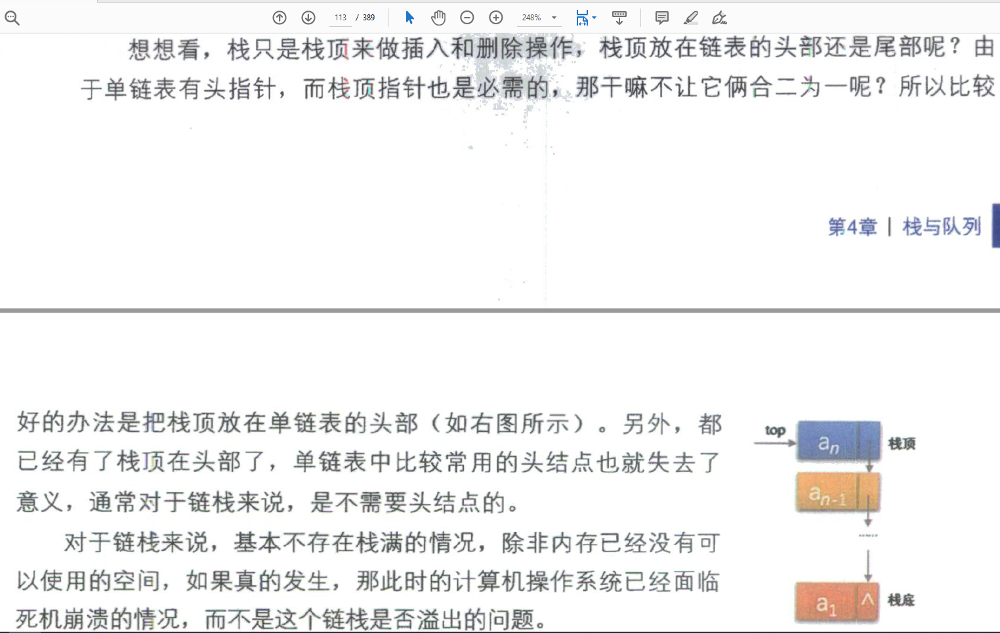 113 / 389
248%
想想看，栈只是栈顶来做插入和删除操作，栈顶放在链表的头部还是尾部呢？由
于单链表有头指针，而栈顶指针也是必需的，那干嘛不让它俩合二为一呢？所以比较
第4章 | 栈与队列
好的办法是把栈顶放在单链表的头部（如右图所示）。另外，都
已经有了栈顶在头部了，单链表中比较常用的头结点也就失去了
意义，通常对于链栈来说，是不需要头结点的。
对于链栈来说，基本不存在栈满的情况，除非内存已经没有可
以使用的空间，如果真的发生，那此时的计算机操作系统已经面临
死机崩溃的情况，而不是这个链栈是否溢出的问题。
top
an
栈顶
an-1
......
a1 ^
栈底